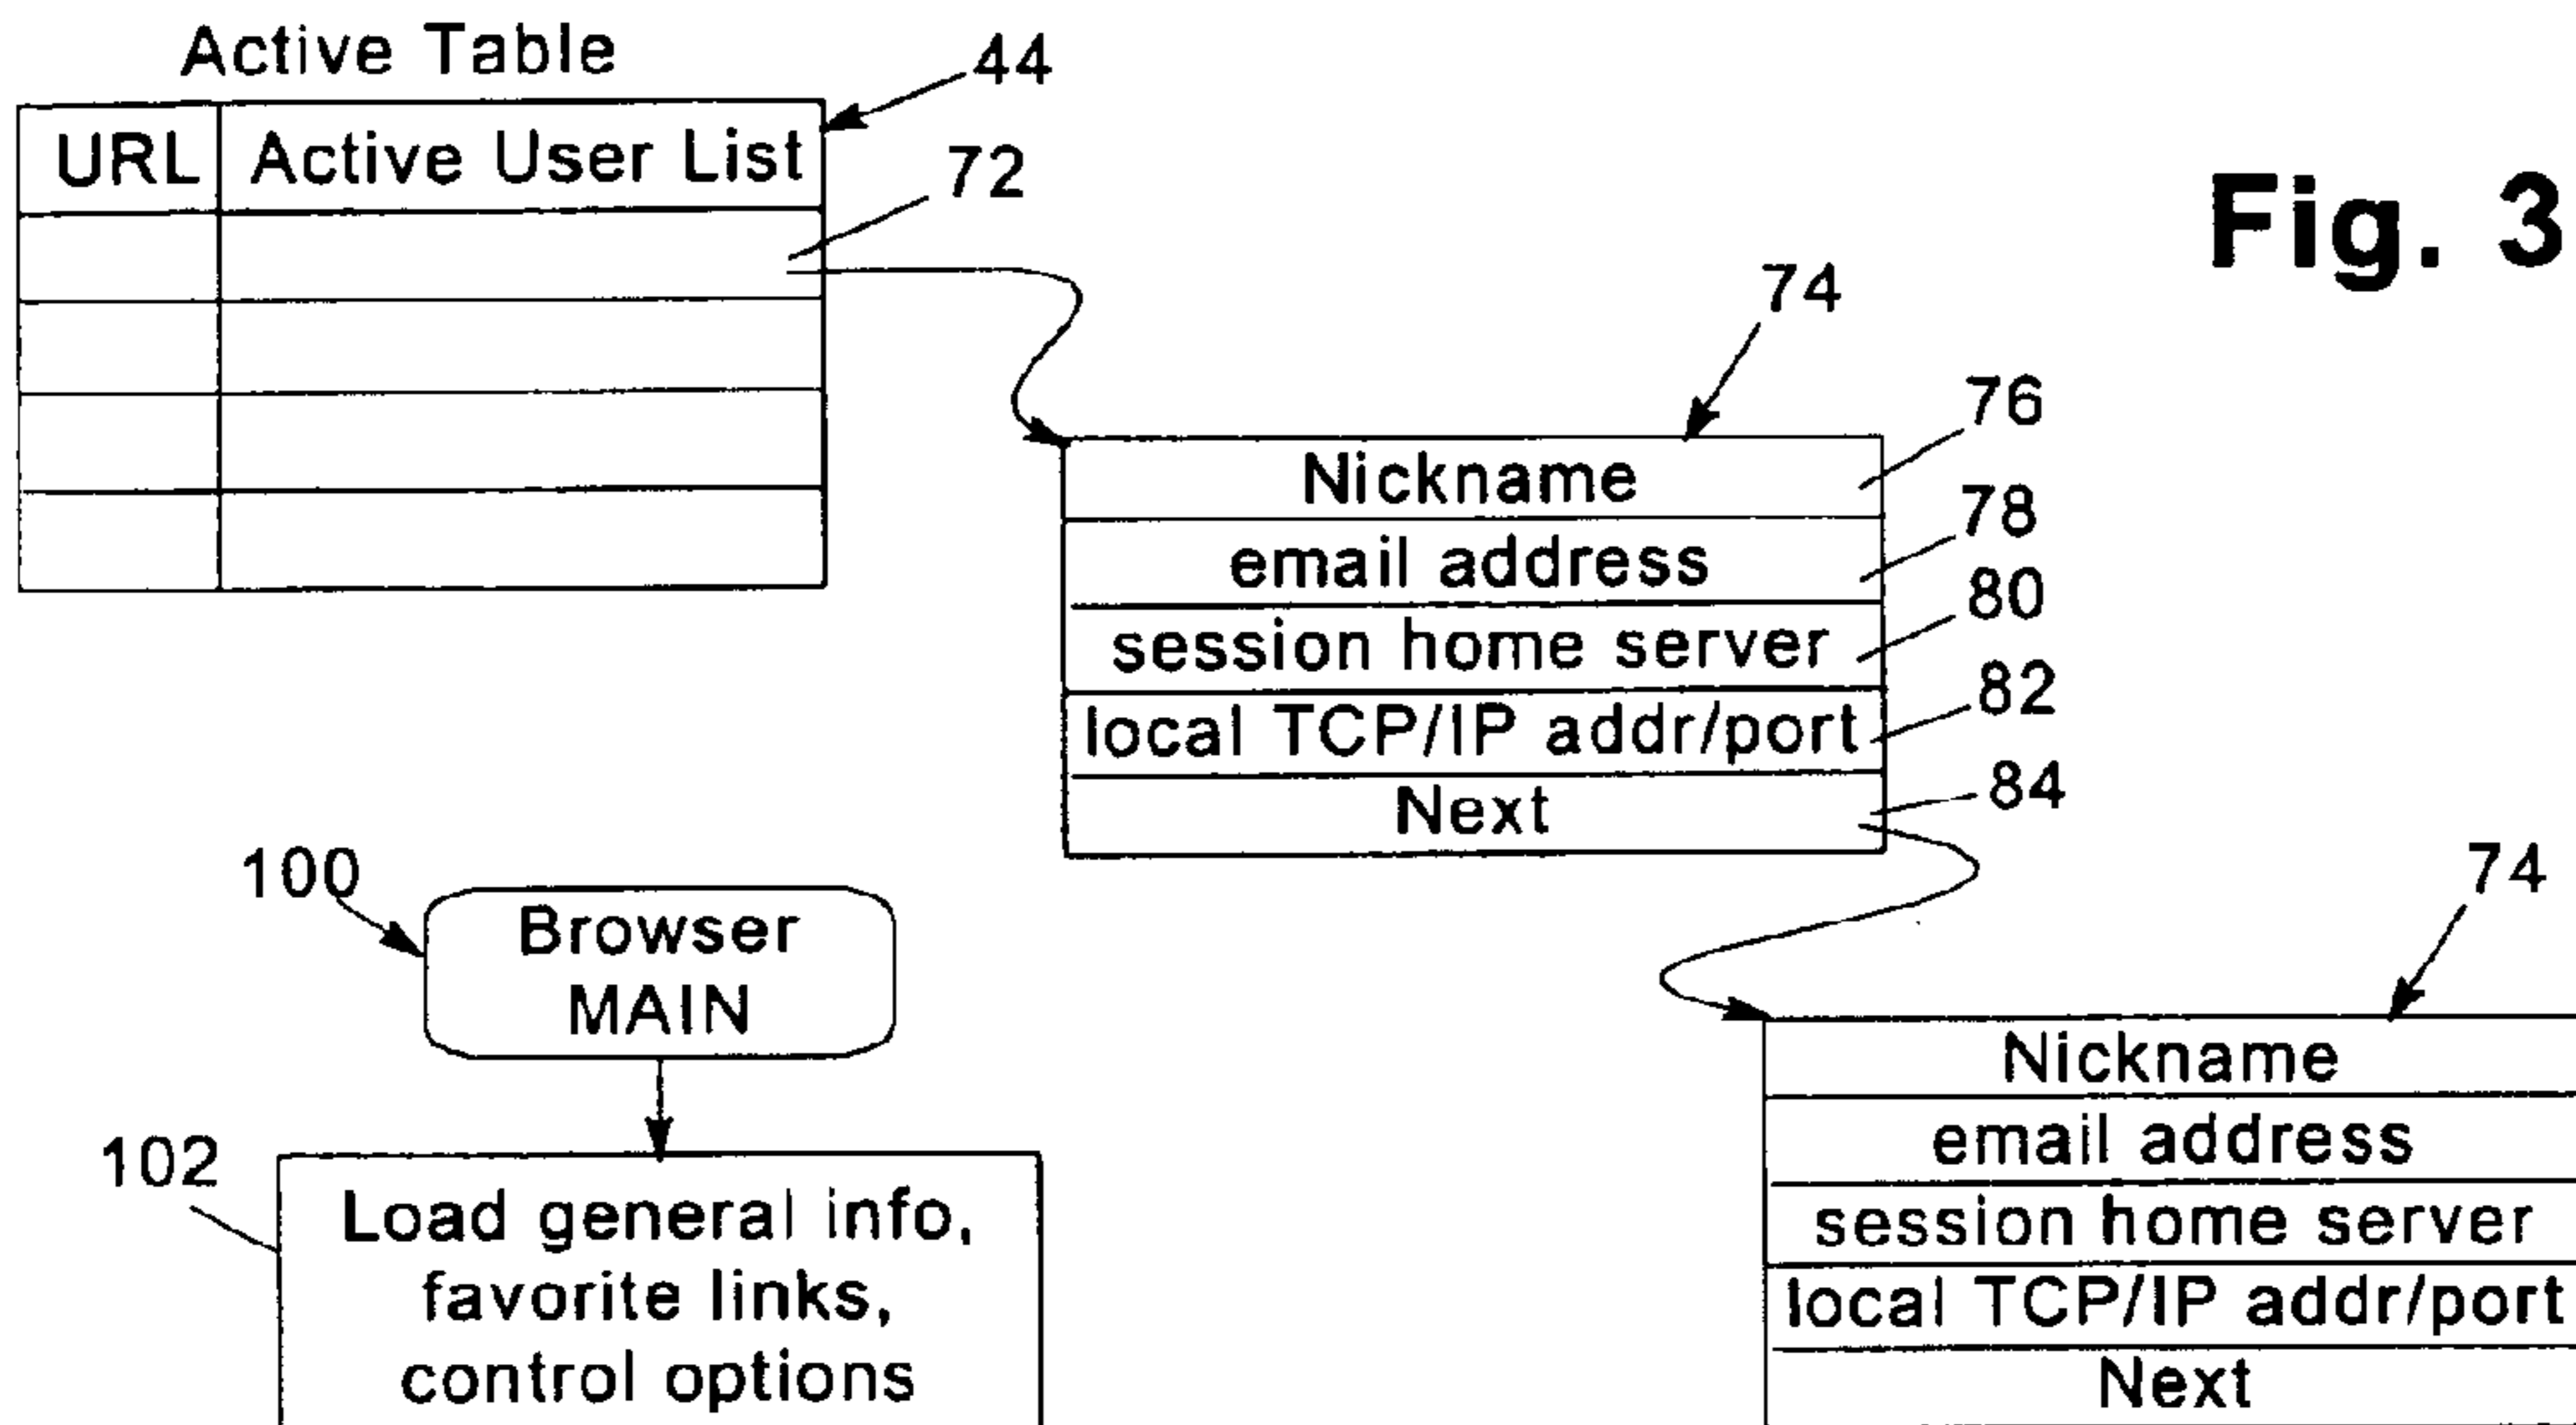 Active Table
44
URL
Active User List
72
Fig. 3
74
Nickname
76
email address
78
session home server
80
local TCP/IP addr/port
82
Next
84
100
Browser
MAIN
102
Load general info,
favorite links,
control options
74
Nickname
email address
session home server
local TCP/IP addr/port
Next